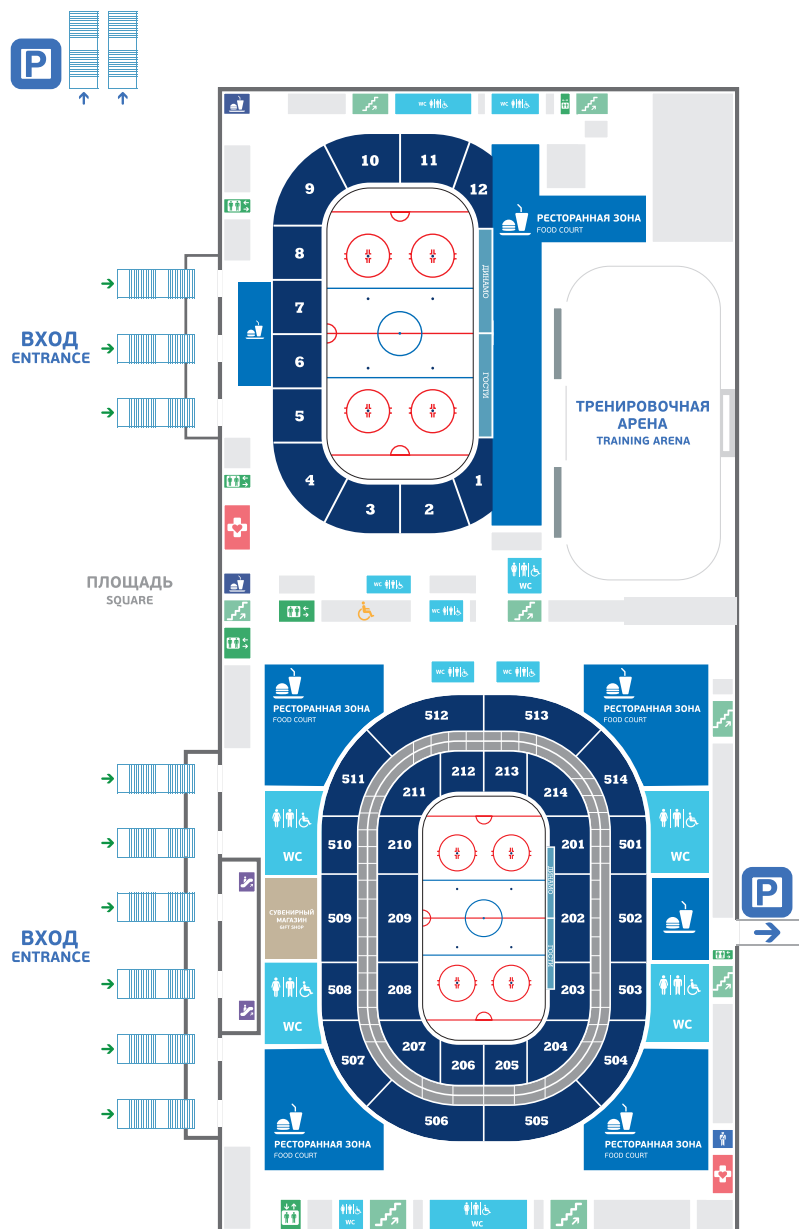 P
WC
WC
10
11
9
12
РЕСТОРАННАЯ ЗОНА
FOOD COURT
8
ДИНАМО
7
ВХОД
ENTRANCE
6
ГОСТИ
5
ТРЕНИРОВОЧНАЯ
АРЕНА
TRAINING ARENA
4
1
3
2
WC
ПЛОЩАДЬ
SQUARE
WC
WC
WC
WC
РЕСТОРАННАЯ ЗОНА
FOOD COURT
РЕСТОРАННАЯ ЗОНА
FOOD COURT
512
513
511
514
212
213
211
214
510
210
201
501
WC
WC
ДИНАМО
P
СУВЕНИРНЫЙ
МАГАЗИН
GIFT SHOP
509
209
202
502
ГОСТИ
ВХОД
ENTRANCE
508
208
203
503
WC
WC
207
204
507
504
206
205
506
505
РЕСТОРАННАЯ ЗОНА
FOOD COURT
РЕСТОРАННАЯ ЗОНА
FOOD COURT
WC
WC